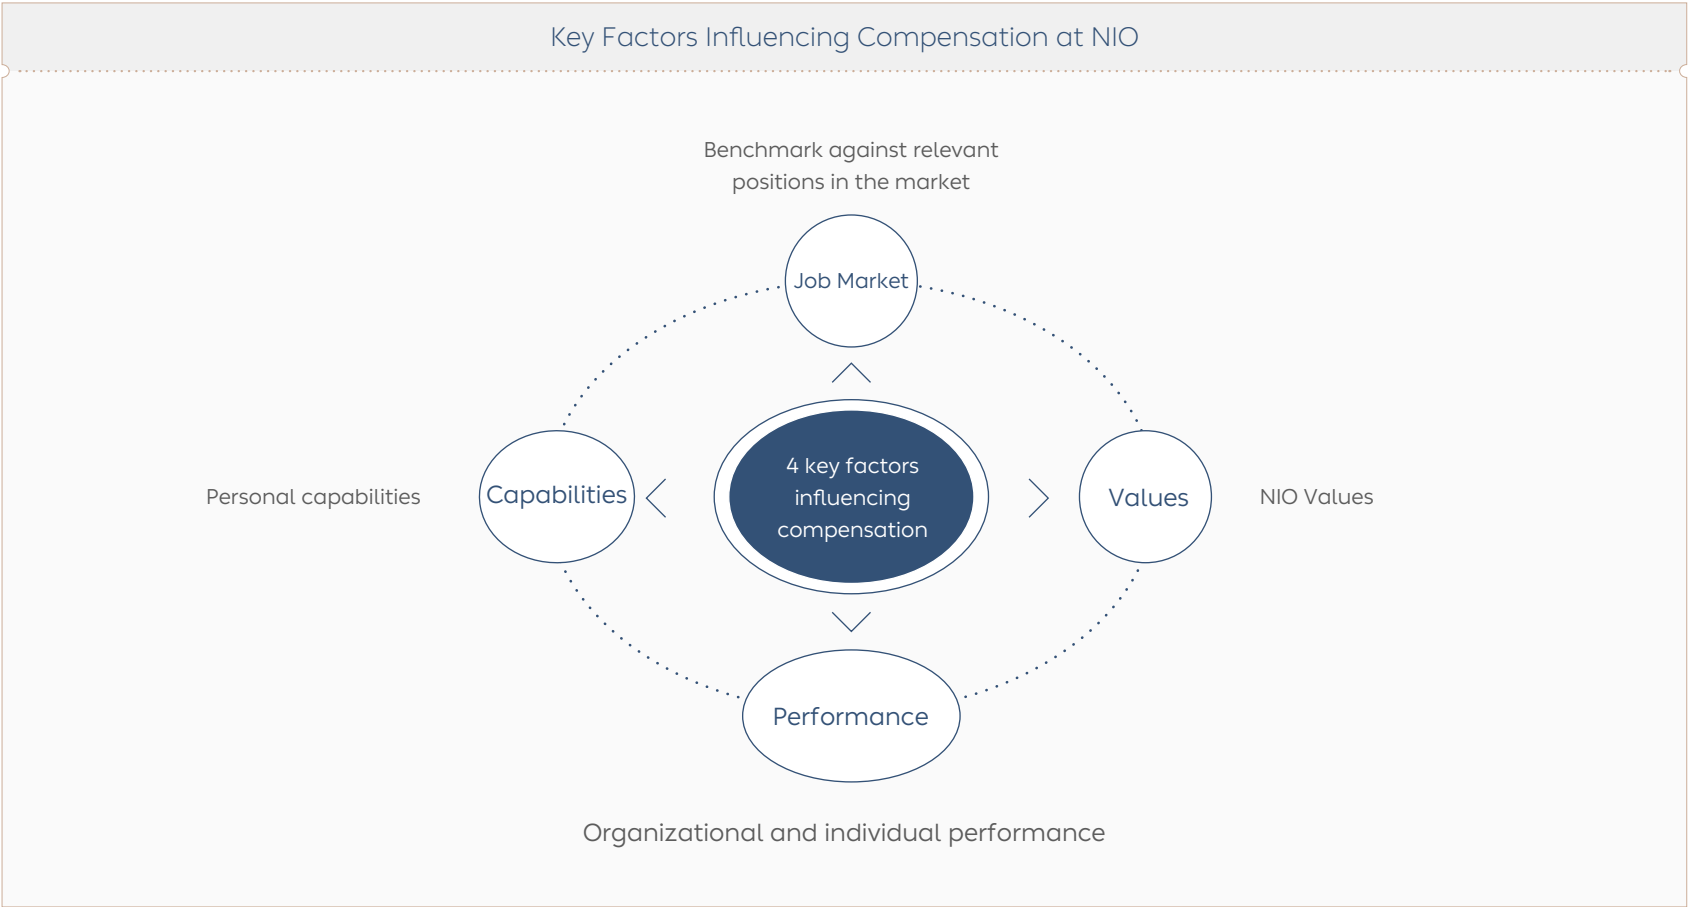 Key Factors Influencing Compensation at NIO
Benchmark against relevant
positions in the market
Job Market
4 key factors
influencing
compensation
Personal capabilities
Capabilities
Values
NIO Values
Performance
Organizational and individual performance